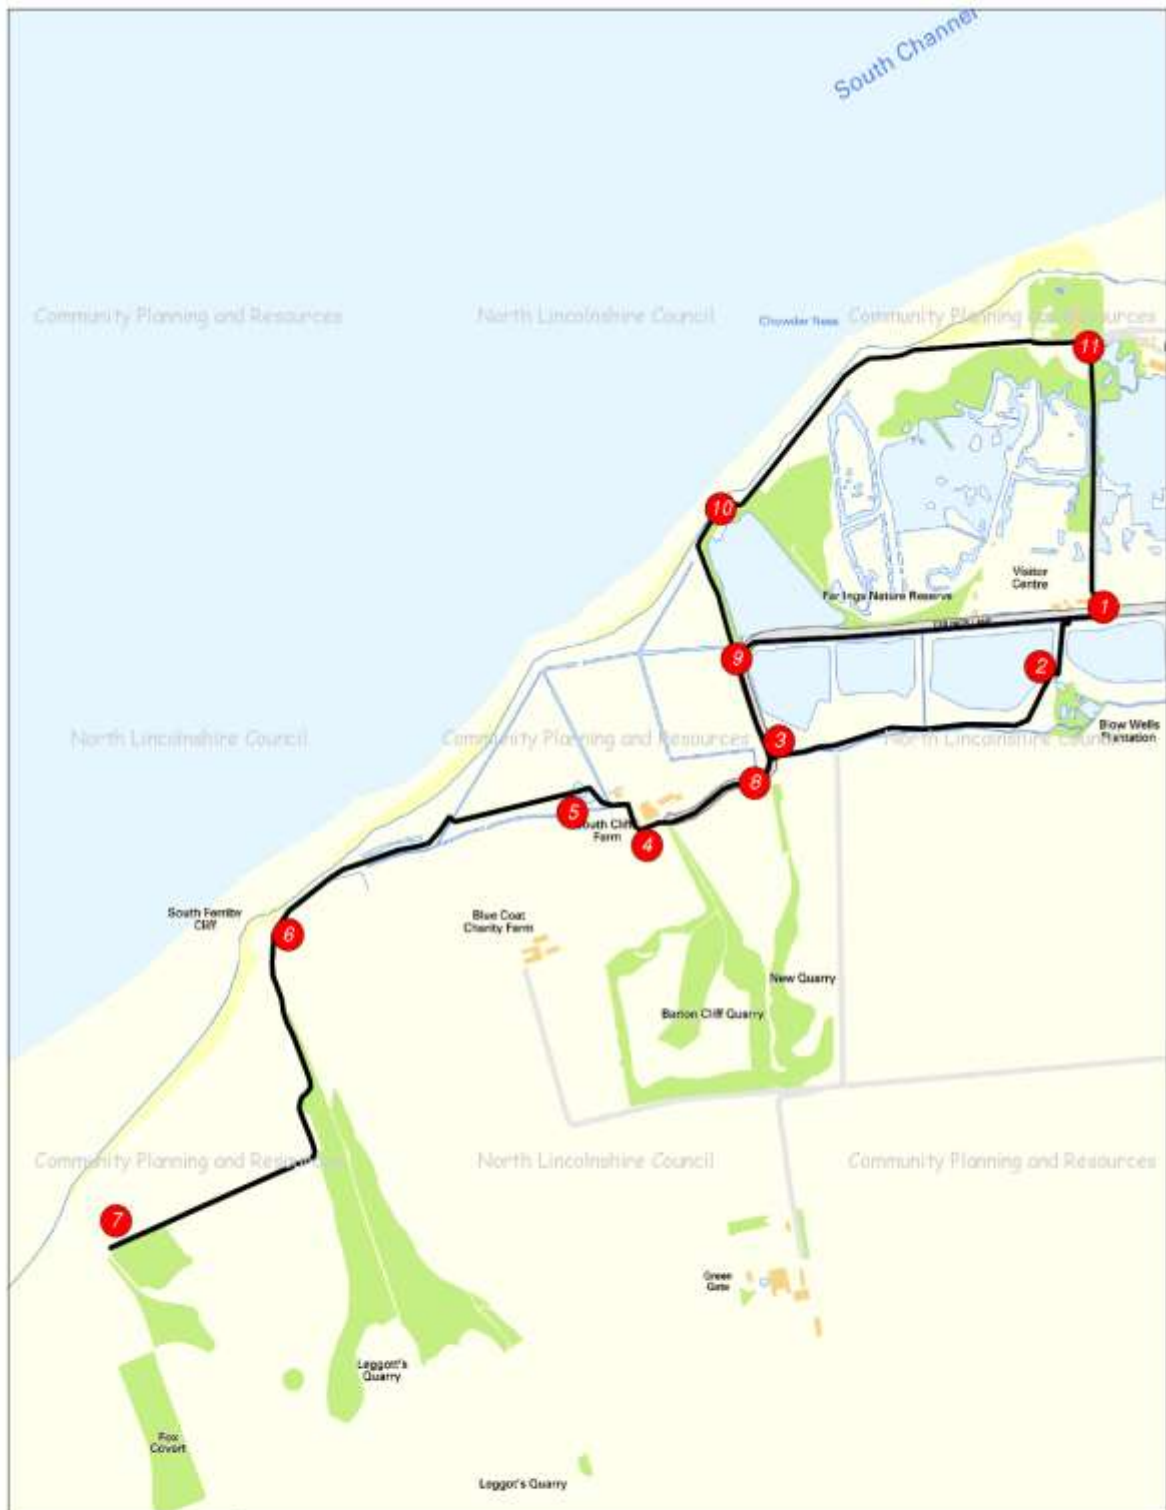 South Channel
Community Planning and Resources
North Lincolnshire Council
Chowder Ness
Community Planning and Resources
11
10
Visitor
Centre
Far Ings Nature Reserve
1
9
2
Blow Wells
Plantation
North Lincolnshire Council
Community Planning and Resources
3
North Lincolnshire Council
8
5
South Cliff
Farm
4
South Ferriby
Cliff
6
Blue Coat
Charity Farm
New Quarry
Barton Cliff Quarry
Community Planning and Resources
North Lincolnshire Council
Community Planning and Resources
7
Green
Gate
Leggott's
Quarry
Fox
Covert
Leggot's Quarry